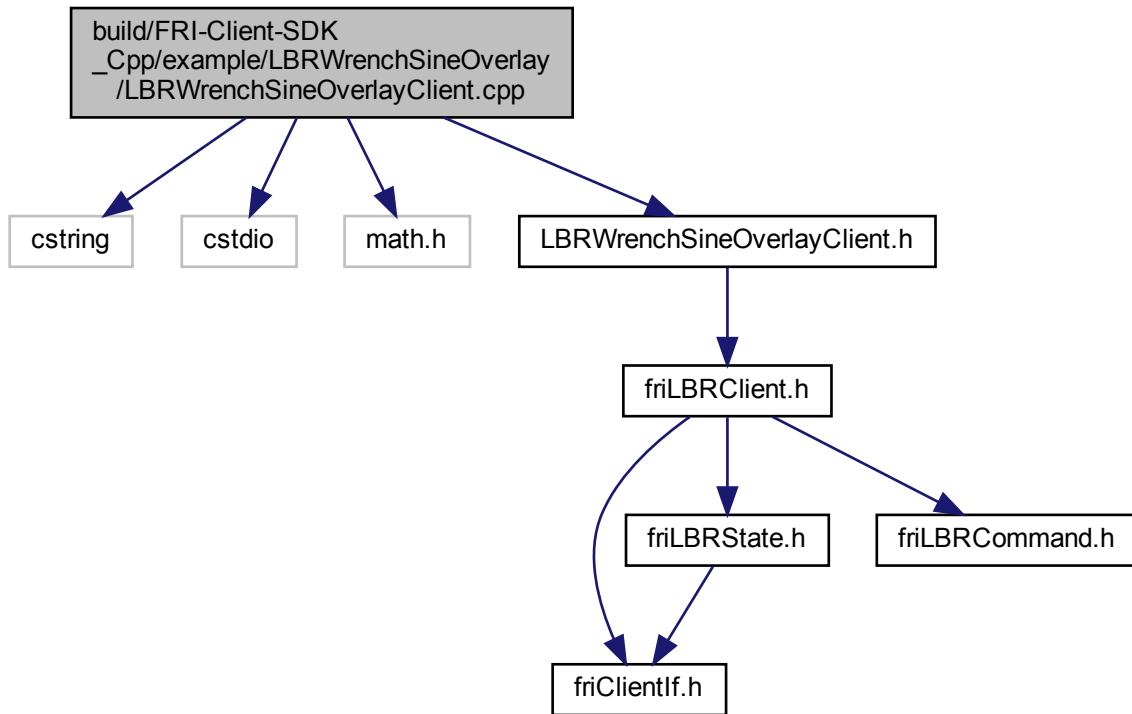 build/FRI-Client-SDK
_Cpp/example/LBRWrenchSineOverlay
/LBRWrenchSineOverlayClient.cpp
cstring
cstdio
math.h
LBRWrenchSineOverlayClient.h
friLBRClient.h
friLBRState.h
friLBRCommand.h
friClientIf.h